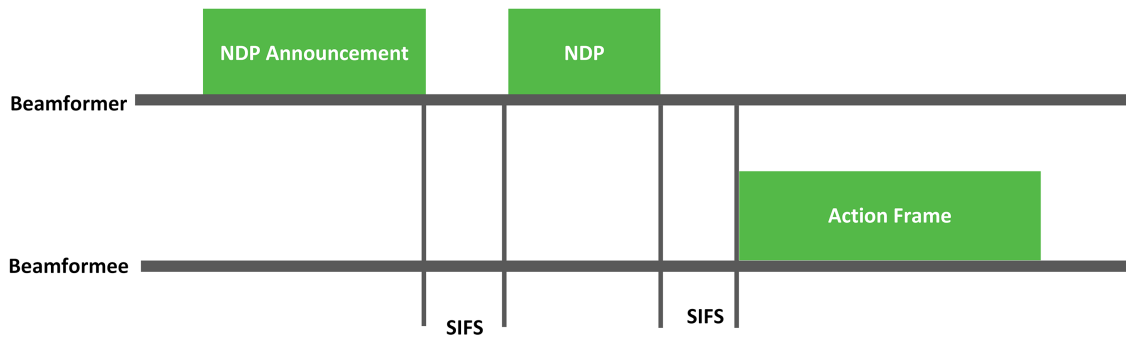 NDP Announcement
NDP
Beamformer
Action Frame
Beamformee
SIFS
SIFS